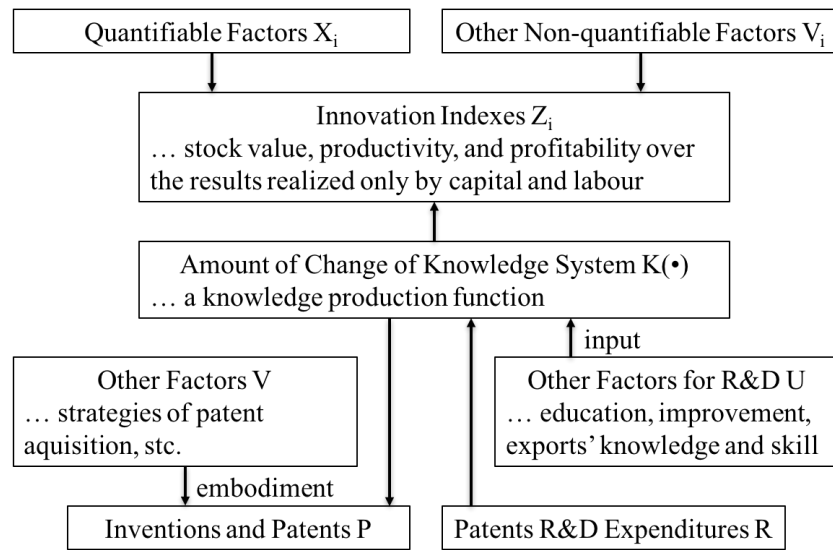 Quantifiable Factors Xi
Other Non-quantifiable Factors Vi
Innovation Indexes Zi
… stock value, productivity, and profitability over
the results realized only by capital and labour
Amount of Change of Knowledge System K(•)
… a knowledge production function
input
Other Factors V
… strategies of patent
aquisition, stc.
Other Factors for R&D U
… education, improvement,
exports’ knowledge and skill
embodiment
Inventions and Patents P
Patents R&D Expenditures R